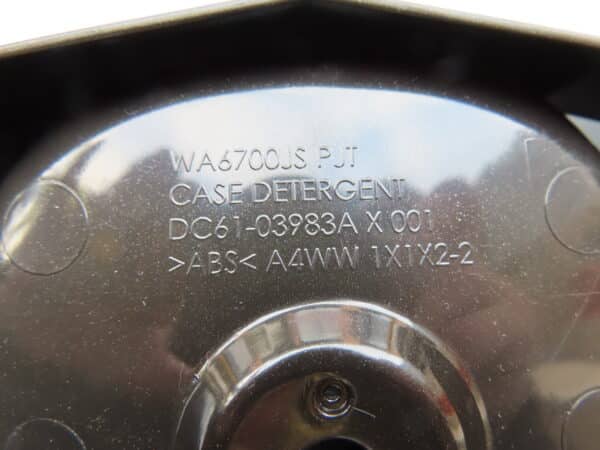 WA6700JS PJT
CASE DETERGENT
DC61-03983A X 001
>ABS< A4WW 1X1X2-2